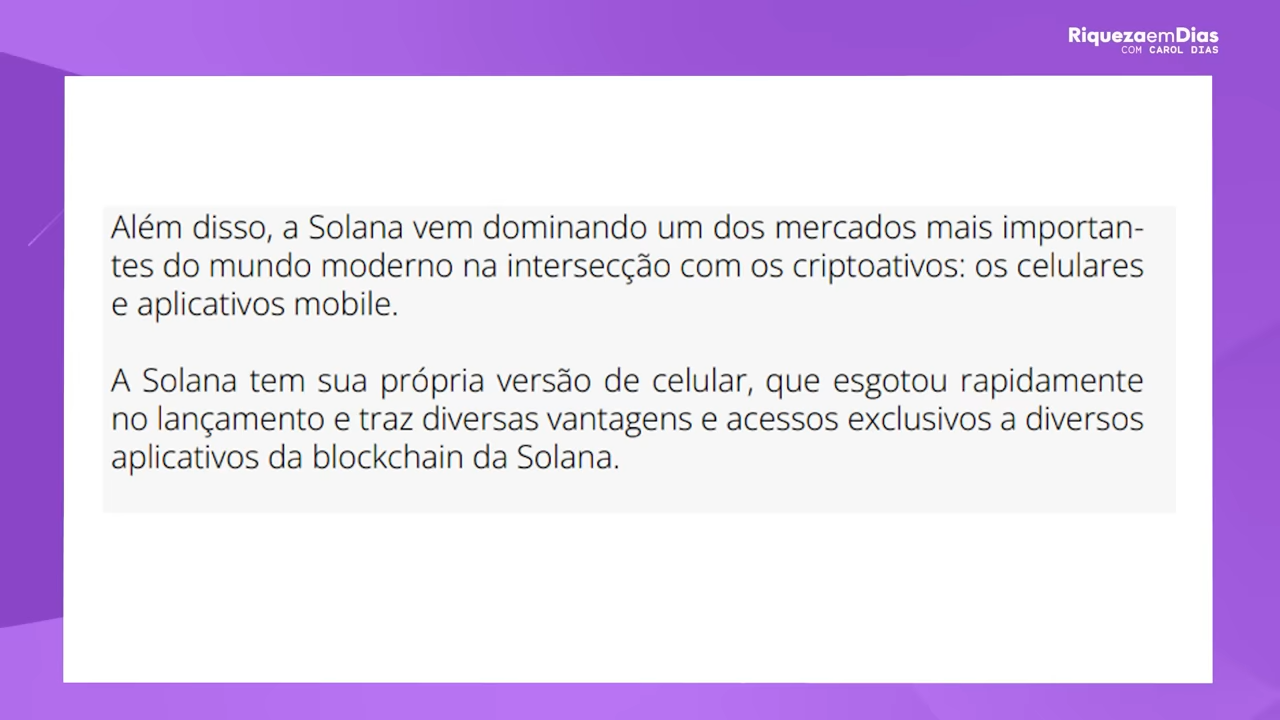 RiquezaemDias
COM CAROL DIAS
Além disso, a Solana vem dominando um dos mercados mais importan-
tes do mundo moderno na intersecção com os criptoativos: os celulares
e aplicativos mobile.
A Solana tem sua própria versão de celular, que esgotou rapidamente
no lançamento e traz diversas vantagens e acessos exclusivos a diversos
aplicativos da blockchain da Solana.